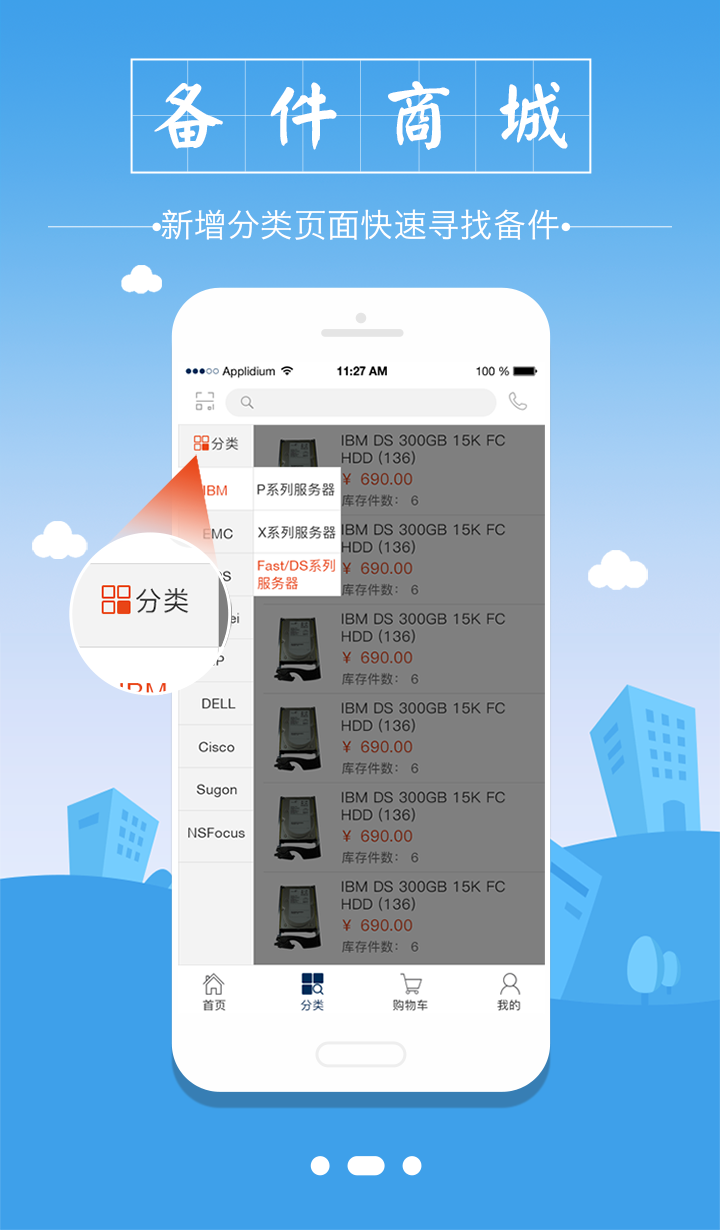 备件商城
新增分类页面快速寻找备件
Applidium 11:27 AM 100 %
分类
IBM
EMC
DELL
Cisco
Sugon
NSFocus
P系列服务器
X系列服务器
Fast/DS系列
服务器
分类
IBM
IBM DS 300GB 15K FC
HDD (136)
¥ 690.00
库存件数： 6
IBM DS 300GB 15K FC
HDD (136)
¥ 690.00
库存件数： 6
IBM DS 300GB 15K FC
HDD (136)
¥ 690.00
库存件数： 6
IBM DS 300GB 15K FC
HDD (136)
¥ 690.00
库存件数： 6
IBM DS 300GB 15K FC
HDD (136)
¥ 690.00
库存件数： 6
IBM DS 300GB 15K FC
HDD (136)
¥ 690.00
库存件数： 6
首页 分类 购物车 我的